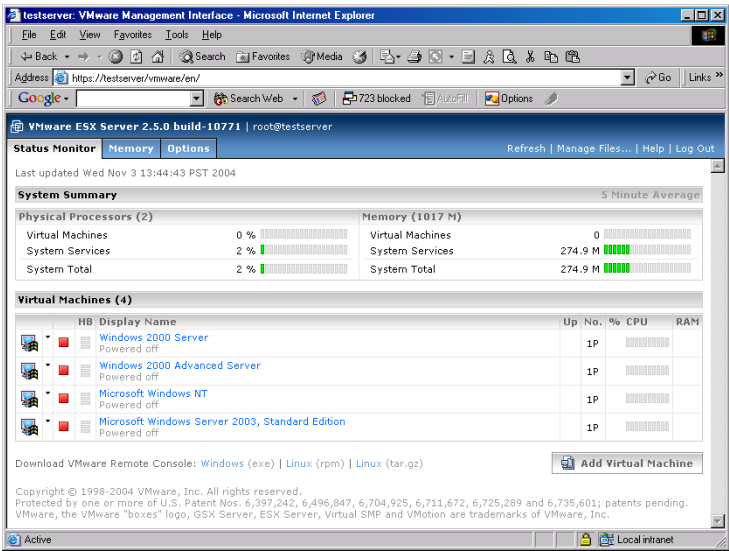 testserver: VMware Management Interface - Microsoft Internet Explorer
File Edit View Favorites Tools Help
Back Search Favorites Media
Address https://testserver/vmware/en/ Go Links »
Google Search Web 723 blocked AutoFill Options
VMware ESX Server 2.5.0 build-10771 | root@testserver
Status Monitor Memory Options Refresh | Manage Files... | Help | Log Out
Last updated Wed Nov 3 13:44:43 PST 2004
System Summary 5 Minute Average
Physical Processors (2) Memory (1017 M)
Virtual Machines 0 % Virtual Machines 0
System Services 2 % System Services 274.9 M
System Total 2 % System Total 274.9 M
Virtual Machines (4)
HB Display Name Up No. % CPU RAM
Windows 2000 Server
Powered off 1P
Windows 2000 Advanced Server
Powered off 1P
Microsoft Windows NT
Powered off 1P
Microsoft Windows Server 2003, Standard Edition
Powered off 1P
Download VMware Remote Console: Windows (exe) | Linux (rpm) | Linux (tar.gz) Add Virtual Machine
Copyright © 1998-2004 VMware, Inc. All rights reserved.
Protected by one or more of U.S. Patent Nos. 6,397,242, 6,496,847, 6,704,925, 6,711,672, 6,725,289 and 6,735,601; patents pending.
VMware, the VMware "boxes" logo, GSX Server, ESX Server, Virtual SMP and VMotion are trademarks of VMware, Inc.
Active Local intranet